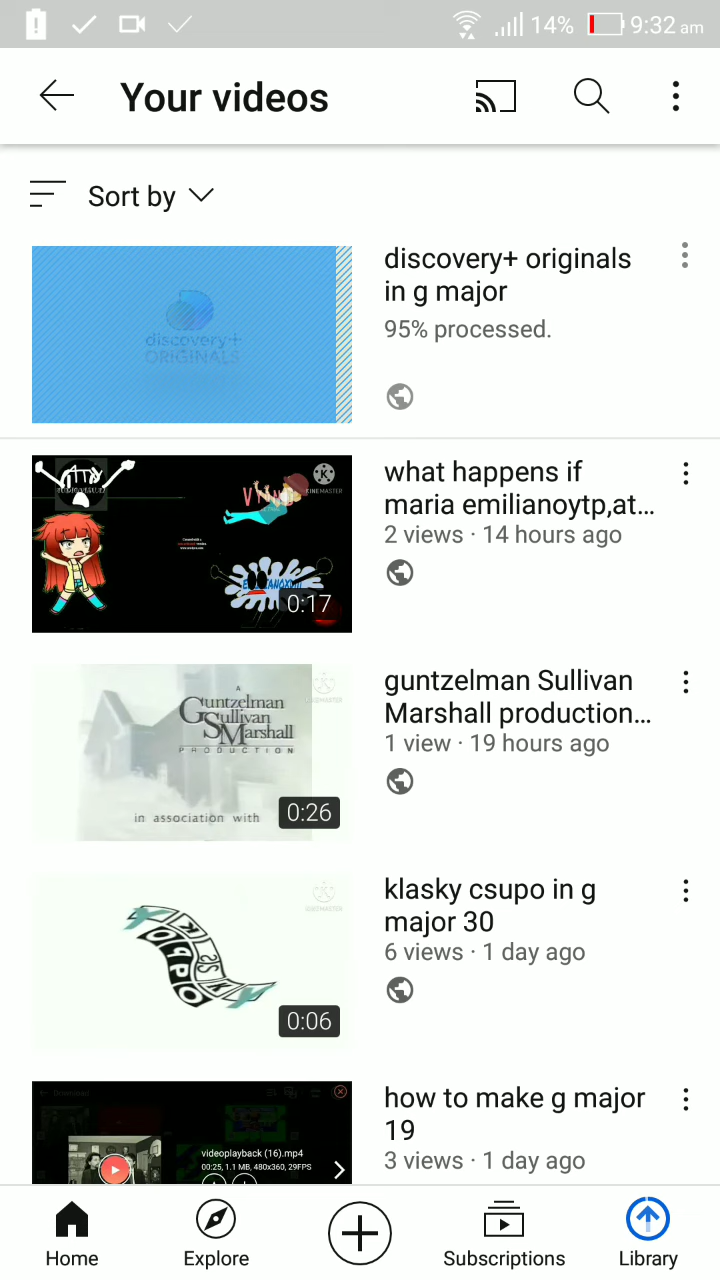 14% 9:32 am
Your videos
Sort by
discovery+
ORIGINALS
discovery+ originals
in g major
95% processed.
KINEMASTER
0:17
what happens if
maria emilianoytp,at...
2 views · 14 hours ago
A
Guntzelman
Sullivan
Marshall
PRODUCTION
in association with
0:26
guntzelman Sullivan
Marshall production...
1 view · 19 hours ago
0:06
klasky csupo in g
major 30
6 views · 1 day ago
Download
videoplayback (16).mp4
00:25, 1.1 MB, 480x360, 29FPS
how to make g major
19
3 views · 1 day ago
Home
Explore
Subscriptions
Library